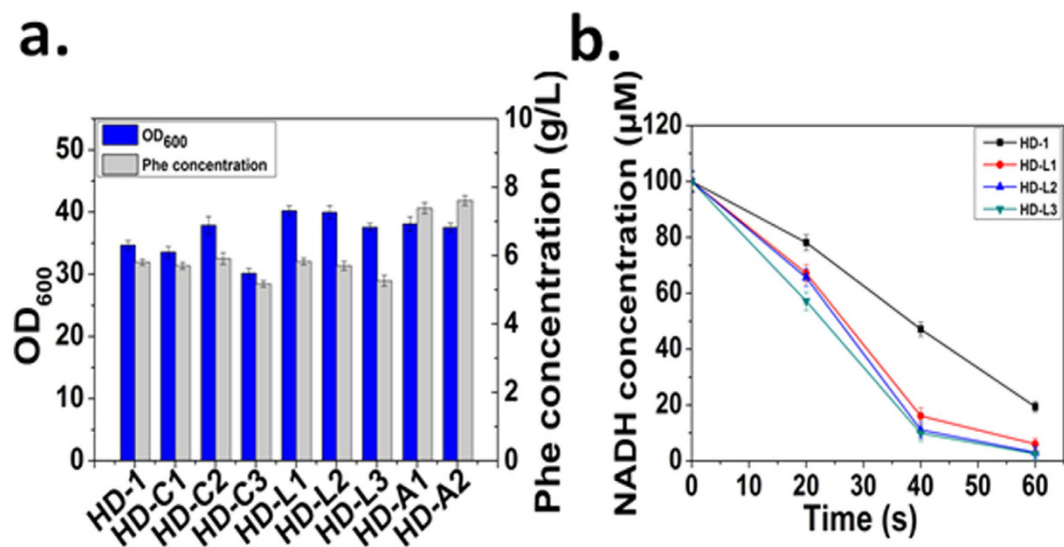 a.
OD600
Phe concentration
OD600
0
10
20
30
40
50
0
2
4
6
8
10
Phe concentration (g/L)
HD-1
HD-C1
HD-C2
HD-C3
HD-L1
HD-L2
HD-L3
HD-A1
HD-A2
b.
HD-1
HD-L1
HD-L2
HD-L3
NADH concentration (μM)
120
100
80
60
40
20
0
0 20 40 60
Time (s)